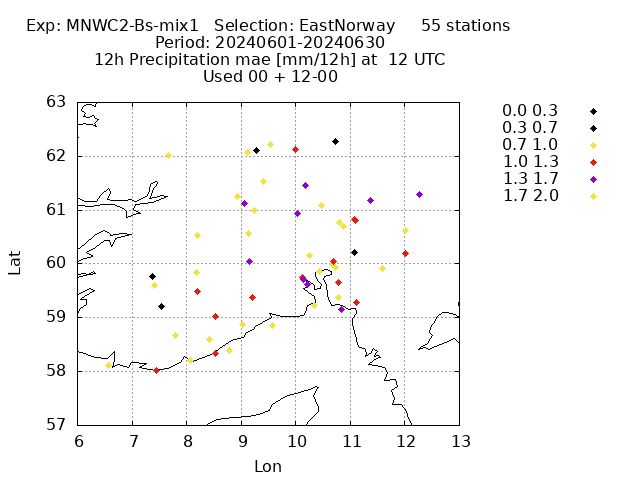 Exp: MNWC2-Bs-mix1 Selection: EastNorway 55 stations
Period: 20240601-20240630
12h Precipitation mae [mm/12h] at 12 UTC
Used 00 + 12-00
63
62
61
60
59
58
57
6 7 8 9 10 11 12 13
Lat
Lon
0.0 0.3
0.3 0.7
0.7 1.0
1.0 1.3
1.3 1.7
1.7 2.0